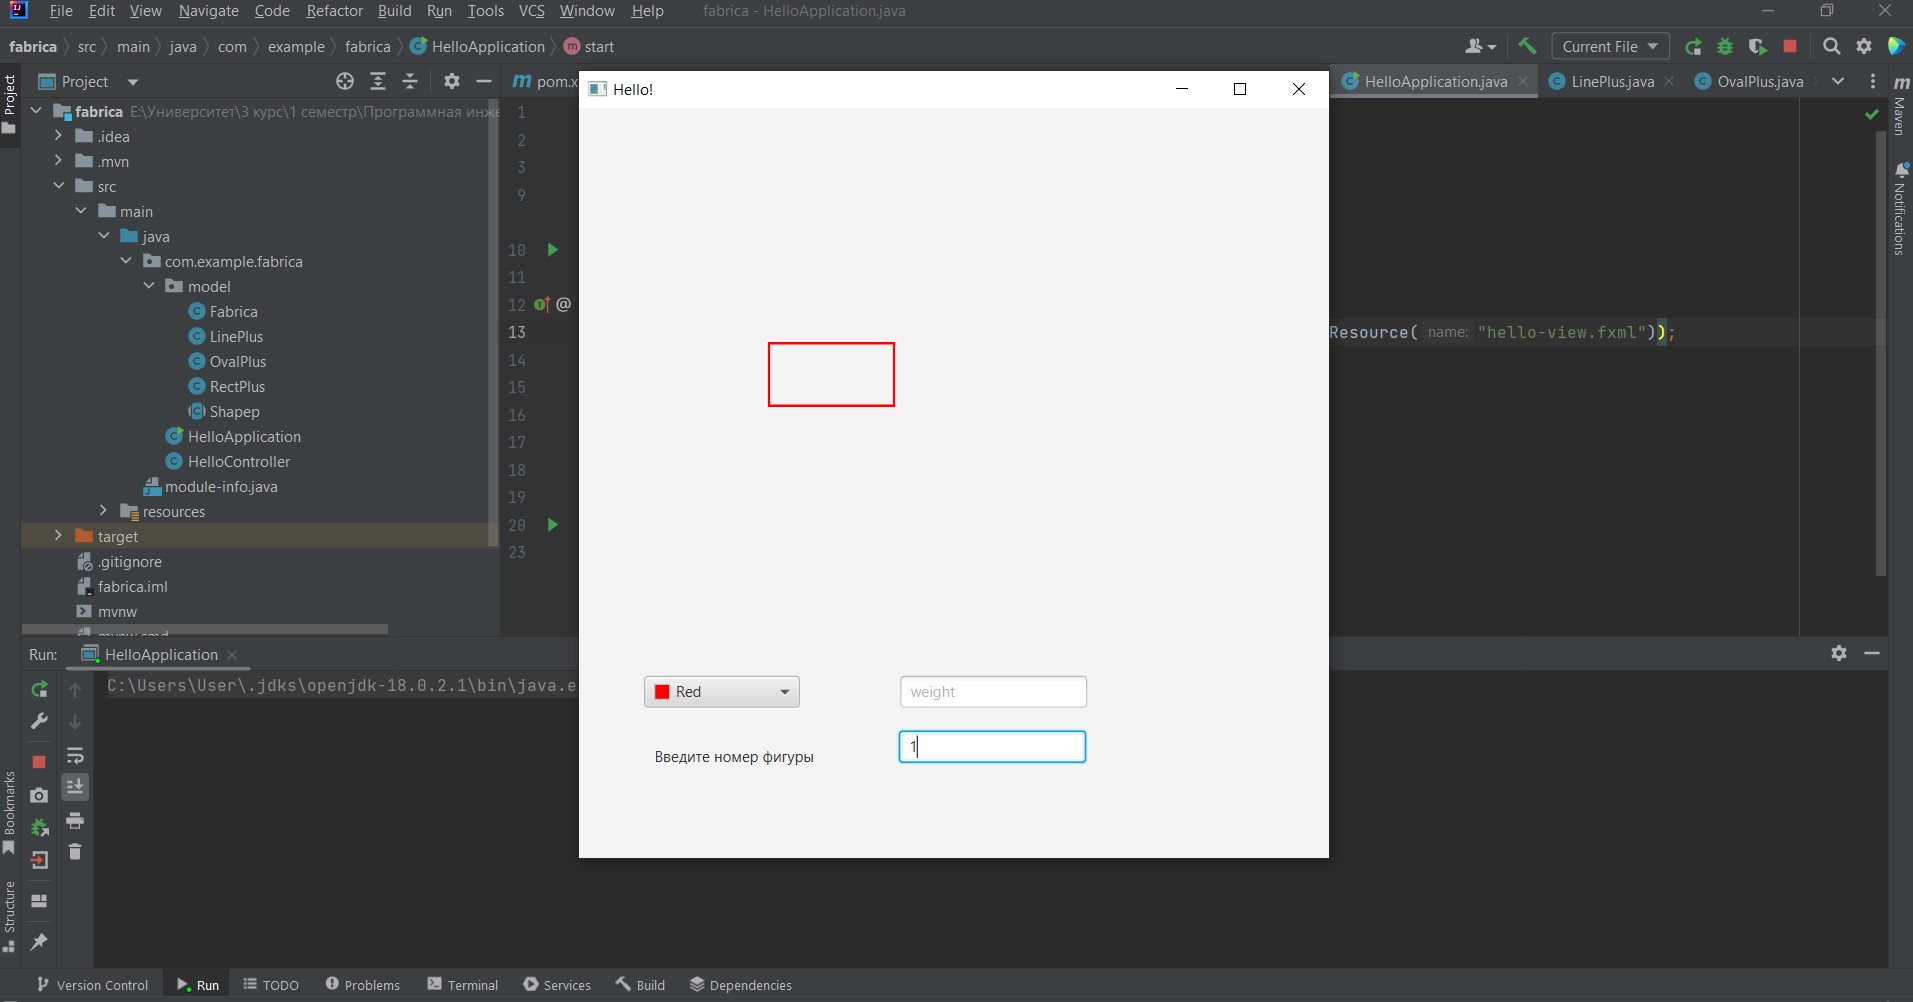 File Edit View Navigate Code Refactor Build Run Tools VCS Window Help fabrica - HelloApplication.java
fabrica src main java com example fabrica HelloApplication start
Current File
Project
pom.x
HelloApplication.java LinePlus.java OvalPlus.java
fabrica E:\Университет\3 курс\1 семестр\Программная инже
.idea
.mvn
src
main
java
com.example.fabrica
model
Fabrica
LinePlus
OvalPlus
RectPlus
Shapep
HelloApplication
HelloController
module-info.java
resources
target
.gitignore
fabrica.iml
mvnw
mvnw.cmd
1
2
3
9
10
11
12 @
13
14
15
16
17
18
19
20
23
Resource( name: "hello-view.fxml"));
Hello!
Red
weight
Введите номер фигуры
1
Run: HelloApplication
C:\Users\User\.jdks\openjdk-18.0.2.1\bin\java.e
Project
Bookmarks
Structure
Maven
Notifications
Version Control Run TODO Problems Terminal Services Build Dependencies